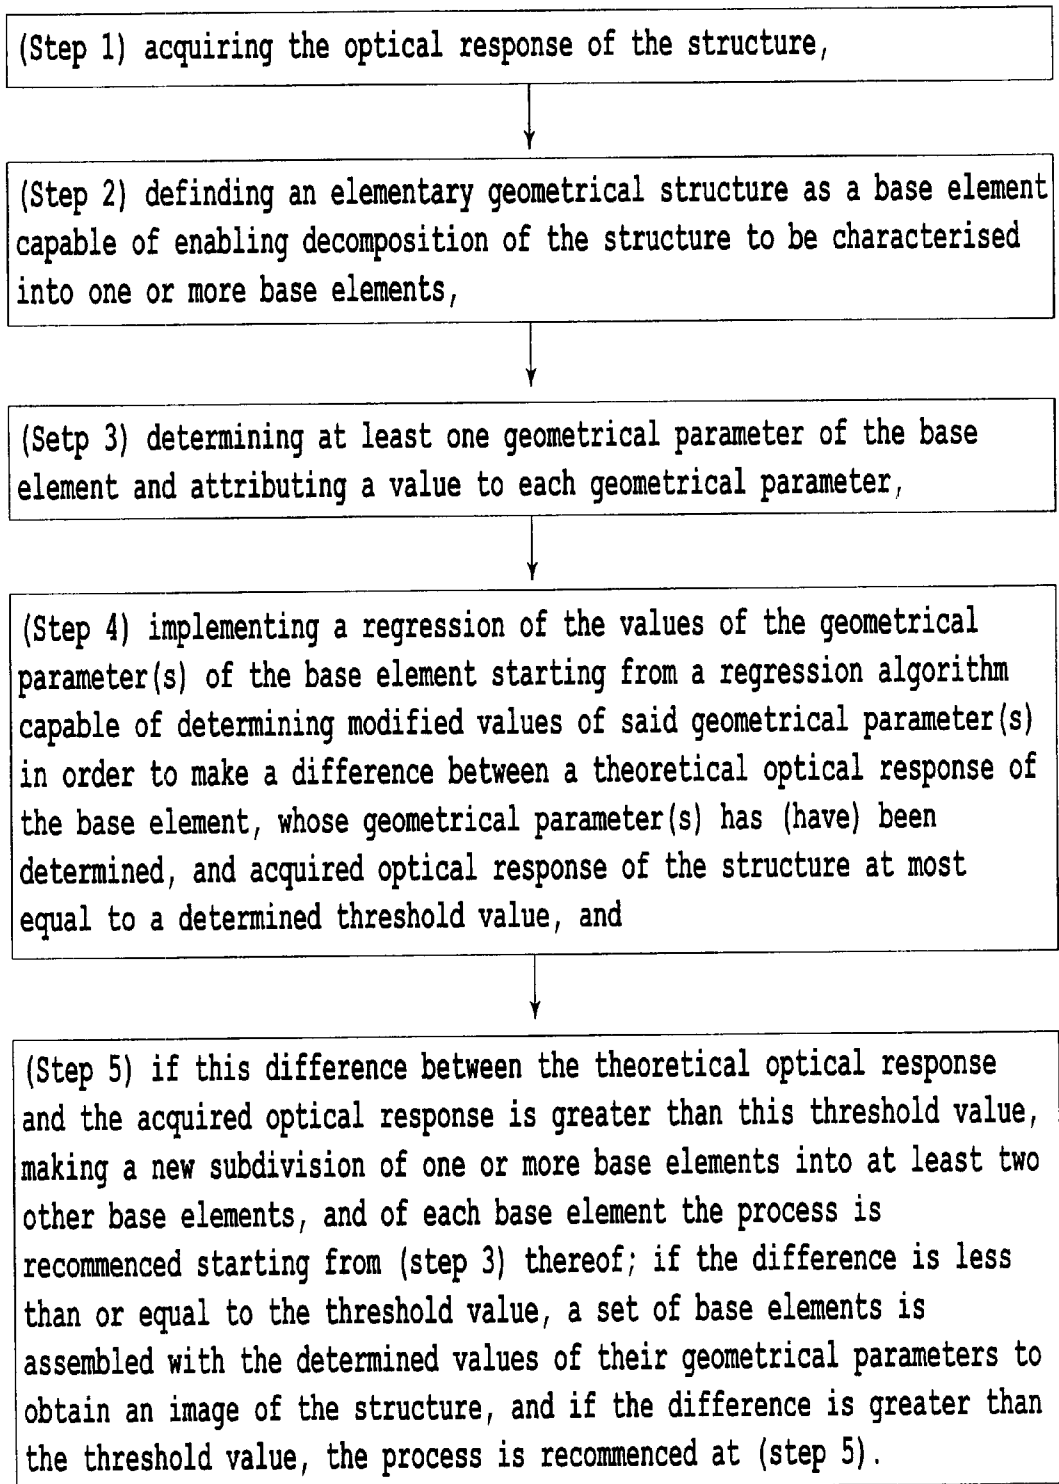 (Step 1) acquiring the optical response of the structure,
(Step 2) definding an elementary geometrical structure as a base element
capable of enabling decomposition of the structure to be characterised
into one or more base elements,
(Setp 3) determining at least one geometrical parameter of the base
element and attributing a value to each geometrical parameter,
(Step 4) implementing a regression of the values of the geometrical
parameter(s) of the base element starting from a regression algorithm
capable of determining modified values of said geometrical parameter(s)
in order to make a difference between a theoretical optical response of
the base element, whose geometrical parameter(s) has (have) been
determined, and acquired optical response of the structure at most
equal to a determined threshold value, and
(Step 5) if this difference between the theoretical optical response
and the acquired optical response is greater than this threshold value,
making a new subdivision of one or more base elements into at least two
other base elements, and of each base element the process is
recommenced starting from (step 3) thereof; if the difference is less
than or equal to the threshold value, a set of base elements is
assembled with the determined values of their geometrical parameters to
obtain an image of the structure, and if the difference is greater than
the threshold value, the process is recommenced at (step 5).